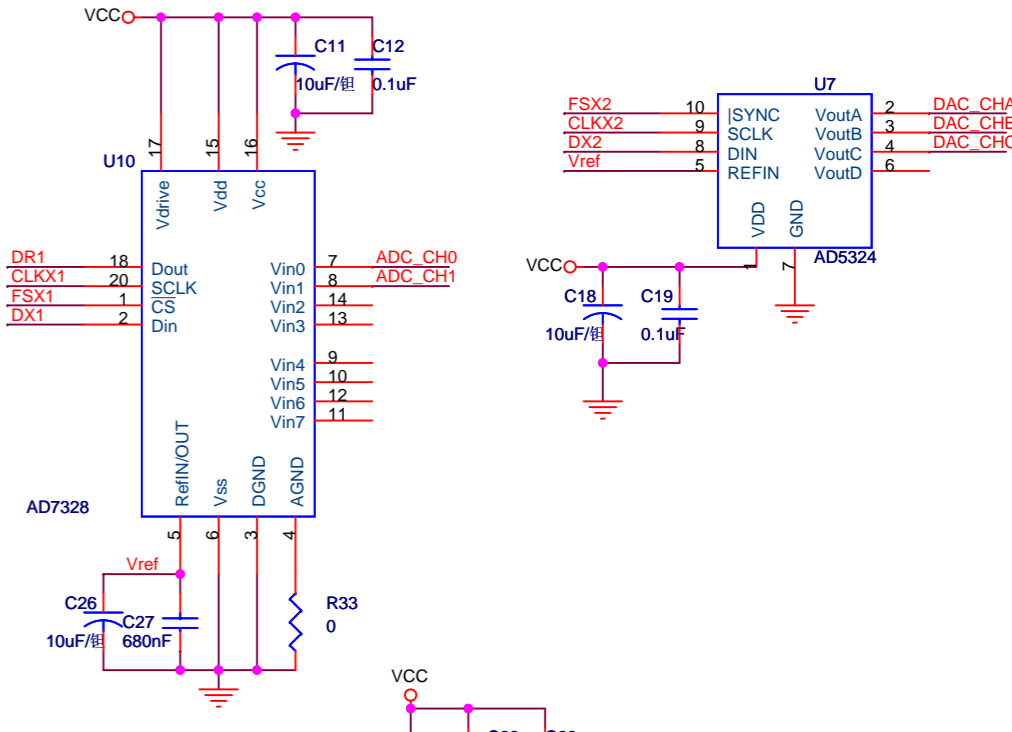 VCC
C11
C12
10uF/钽
0.1uF
17
15
16
U10
Vdrive
Vdd
Vcc
DR1
18
Dout
CLKX1
20
SCLK
FSX1
1
CS
DX1
2
Din
Vin0
7
ADC_CH0
Vin1
8
ADC_CH1
Vin2
14
Vin3
13
Vin4
9
Vin5
10
Vin6
12
Vin7
11
RefIN/OUT
Vss
DGND
AGND
AD7328
5
6
3
4
Vref
C26
C27
10uF/钽
680nF
R33
0
U7
FSX2
10
|SYNC
VoutA
2
DAC_CHA
CLKX2
9
SCLK
VoutB
3
DAC_CHB
DX2
8
DIN
VoutC
4
DAC_CHC
Vref
5
REFIN
VoutD
6
VDD
GND
AD5324
VCC
1
7
C18
C19
10uF/钽
0.1uF
VCC